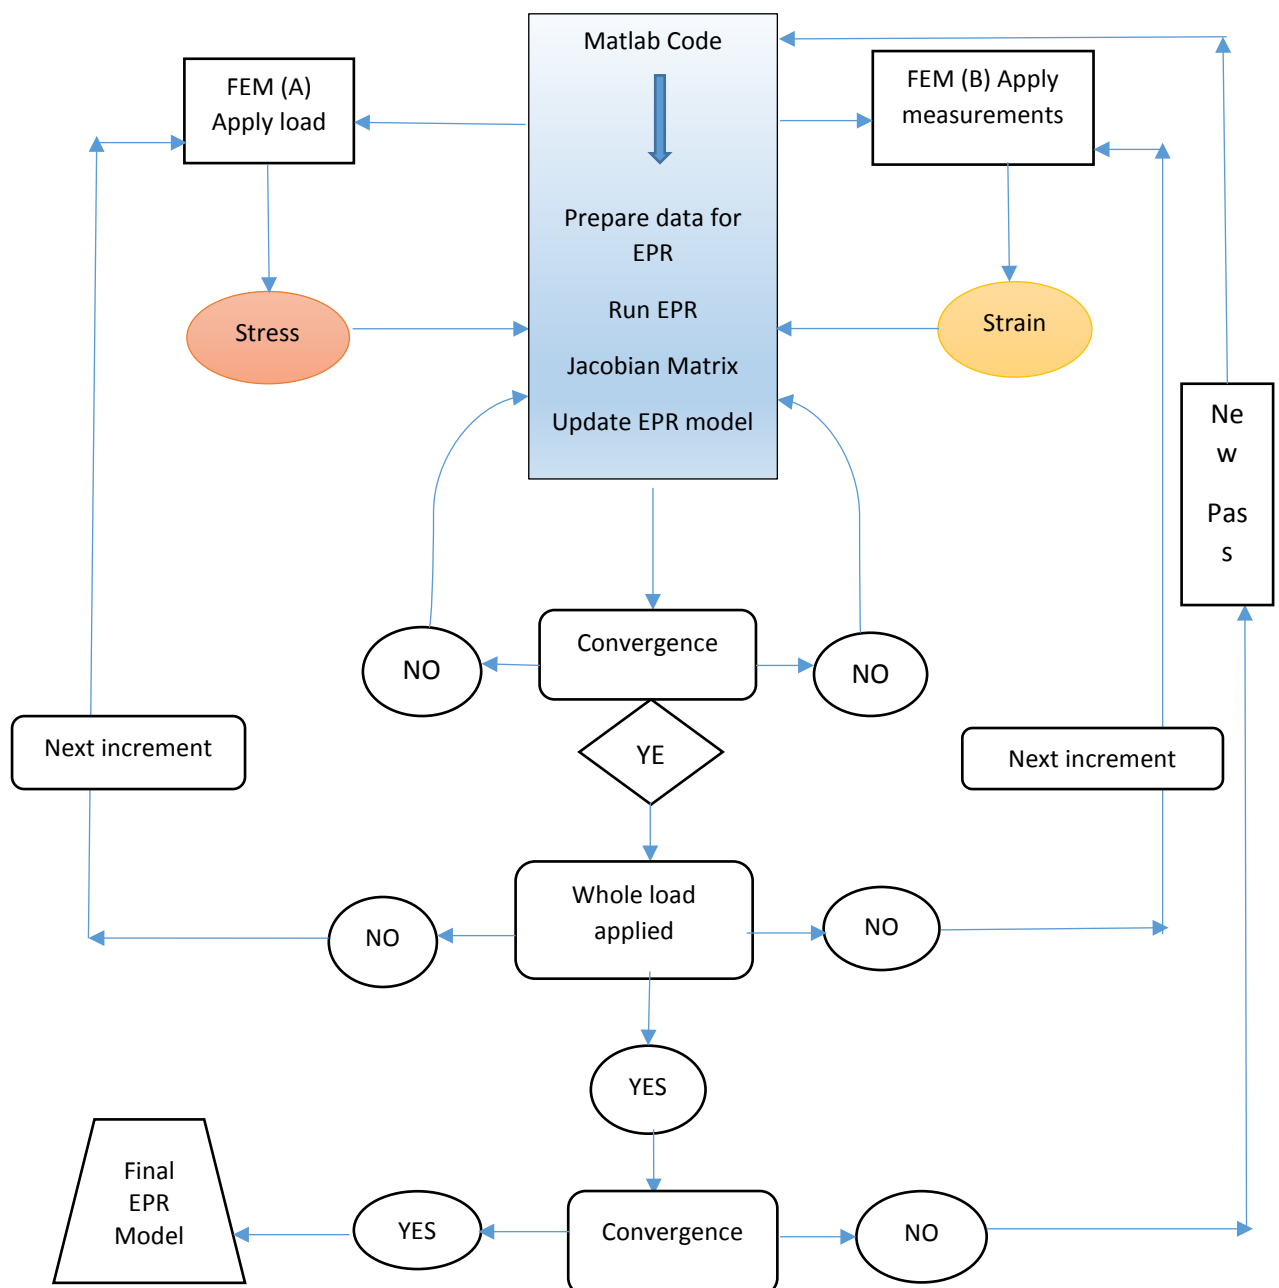 Matlab Code
FEM (A)
Apply load
FEM (B) Apply
measurements
Prepare data for
EPR
Run EPR
Jacobian Matrix
Update EPR model
Stress
Strain
Ne
w
Pas
s
Convergence
NO
NO
YE
Next increment
Next increment
Whole load
applied
NO
NO
YES
Final
EPR
Model
YES
Convergence
NO